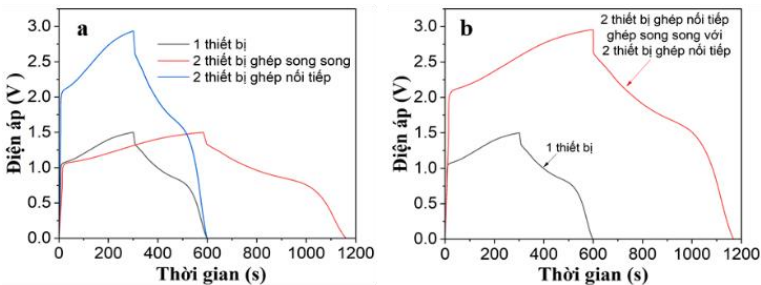 a
1 thiết bị
2 thiết bị ghép song song
2 thiết bị ghép nối tiếp
Điện áp (V )
3.0
2.5
2.0
1.5
1.0
0.5
0.0
0 200 400 600 800 1000 1200
Thời gian (s)
b
2 thiết bị ghép nối tiếp
ghép song song với
2 thiết bị ghép nối tiếp
1 thiết bị
Điện áp (V )
3.0
2.5
2.0
1.5
1.0
0.5
0.0
0 200 400 600 800 1000 1200
Thời gian (s)